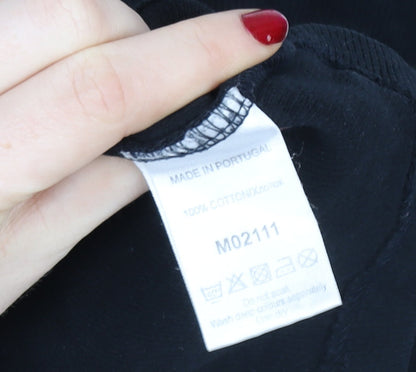 MADE IN PORTUGAL
100% COTTON/
M02111
Do not soak
Wash dark colours separately